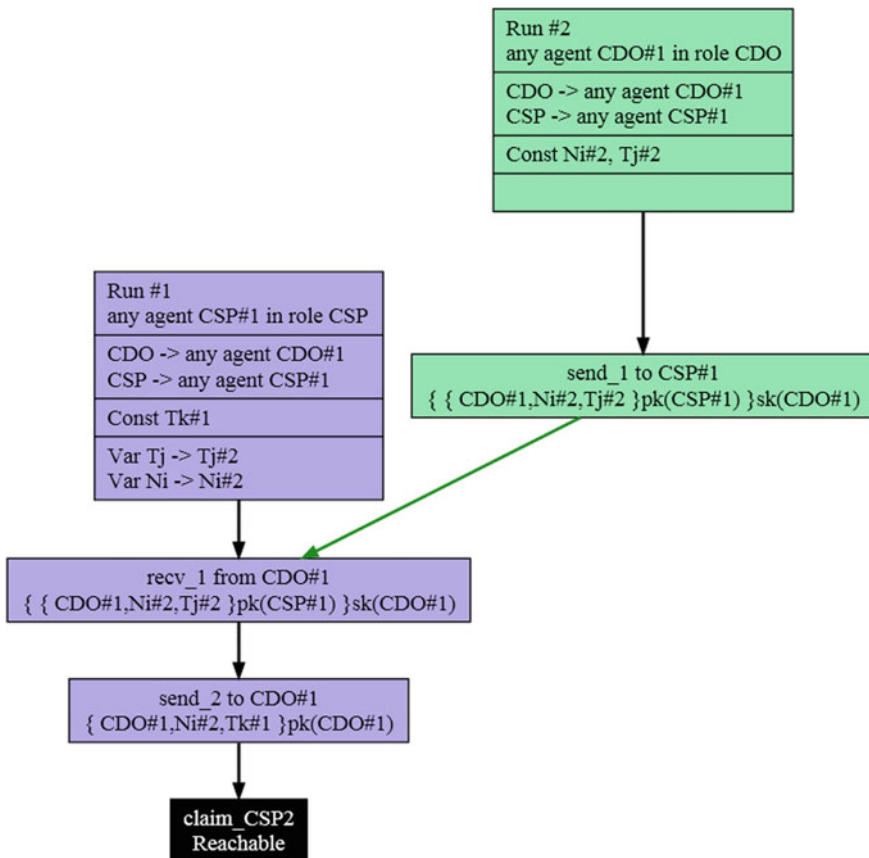 Run #2
any agent CDO#1 in role CDO
CDO -> any agent CDO#1
CSP -> any agent CSP#1
Const Ni#2, Tj#2
Run #1
any agent CSP#1 in role CSP
CDO -> any agent CDO#1
CSP -> any agent CSP#1
Const Tk#1
Var Tj -> Tj#2
Var Ni -> Ni#2
send_1 to CSP#1
{ { CDO#1,Ni#2,Tj#2 }pk(CSP#1) }sk(CDO#1)
recv_1 from CDO#1
{ { CDO#1,Ni#2,Tj#2 }pk(CSP#1) }sk(CDO#1)
send_2 to CDO#1
{ CDO#1,Ni#2,Tk#1 }pk(CDO#1)
claim_CSP2
Reachable